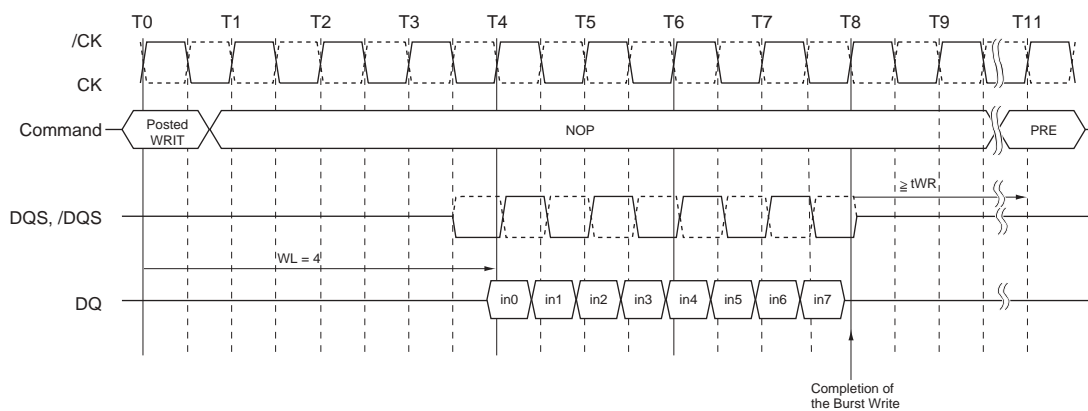 T0 T1 T2 T3 T4 T5 T6 T7 T8 T9 T11
/CK
CK
Command
Posted
WRIT
NOP
PRE
≧ tWR
DQS, /DQS
WL = 4
DQ
in0 in1 in2 in3 in4 in5 in6 in7
Completion of
the Burst Write